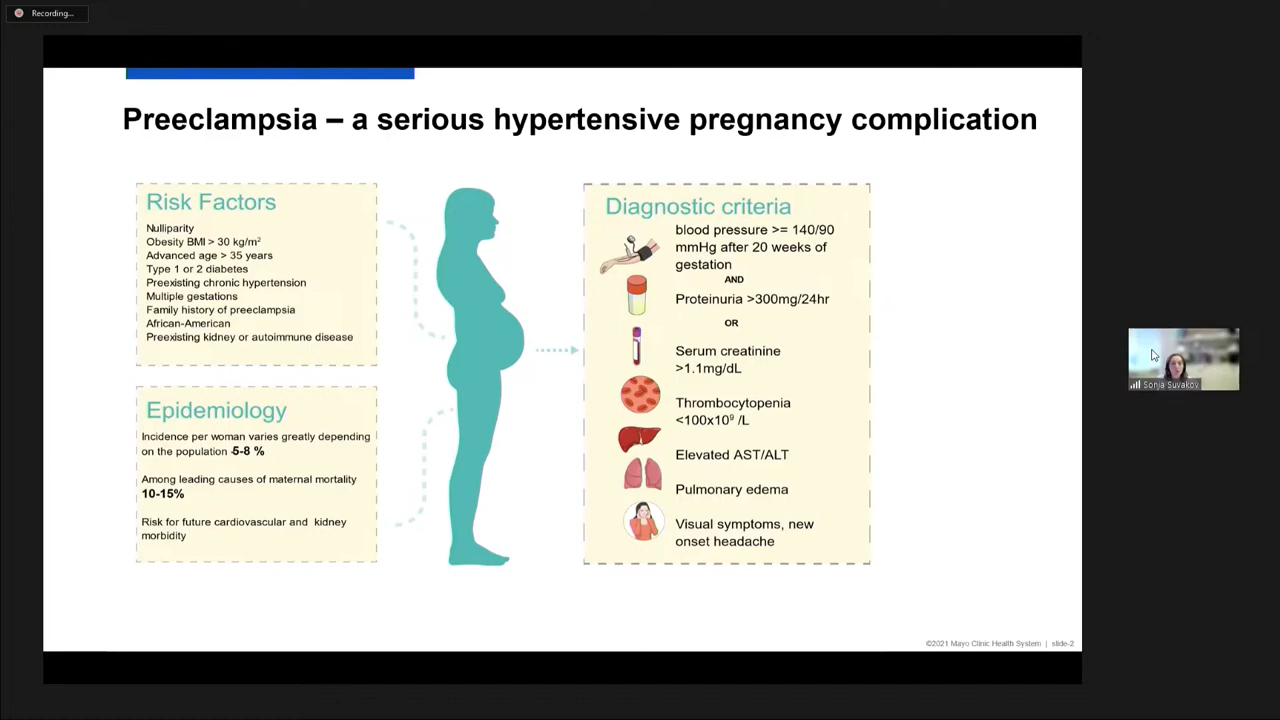 Recording...
Preeclampsia – a serious hypertensive pregnancy complication
Risk Factors
Nulliparity
Obesity BMI > 30 kg/m²
Advanced age > 35 years
Type 1 or 2 diabetes
Preexisting chronic hypertension
Multiple gestations
Family history of preeclampsia
African-American
Preexisting kidney or autoimmune disease
Epidemiology
Incidence per woman varies greatly depending
on the population -5-8 %
Among leading causes of maternal mortality
10-15%
Risk for future cardiovascular and kidney
morbidity
Diagnostic criteria
blood pressure >= 140/90
mmHg after 20 weeks of
gestation
AND
Proteinuria >300mg/24hr
OR
Serum creatinine
>1.1mg/dL
Thrombocytopenia
<100x10⁹ /L
Elevated AST/ALT
Pulmonary edema
Visual symptoms, new
onset headache
Sonja Suvakov
©2021 Mayo Clinic Health System | slide-2